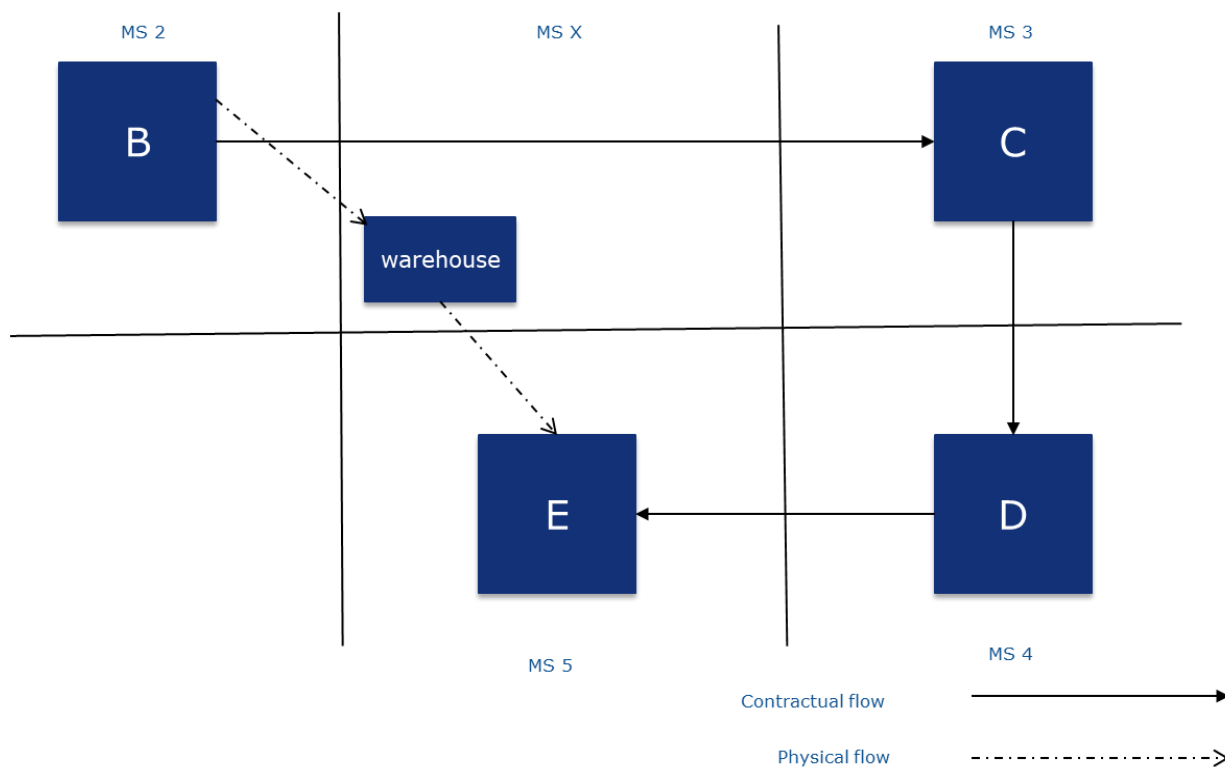 MS 2
MS X
MS 3
B
C
warehouse
E
D
MS 5
MS 4
Contractual flow
Physical flow